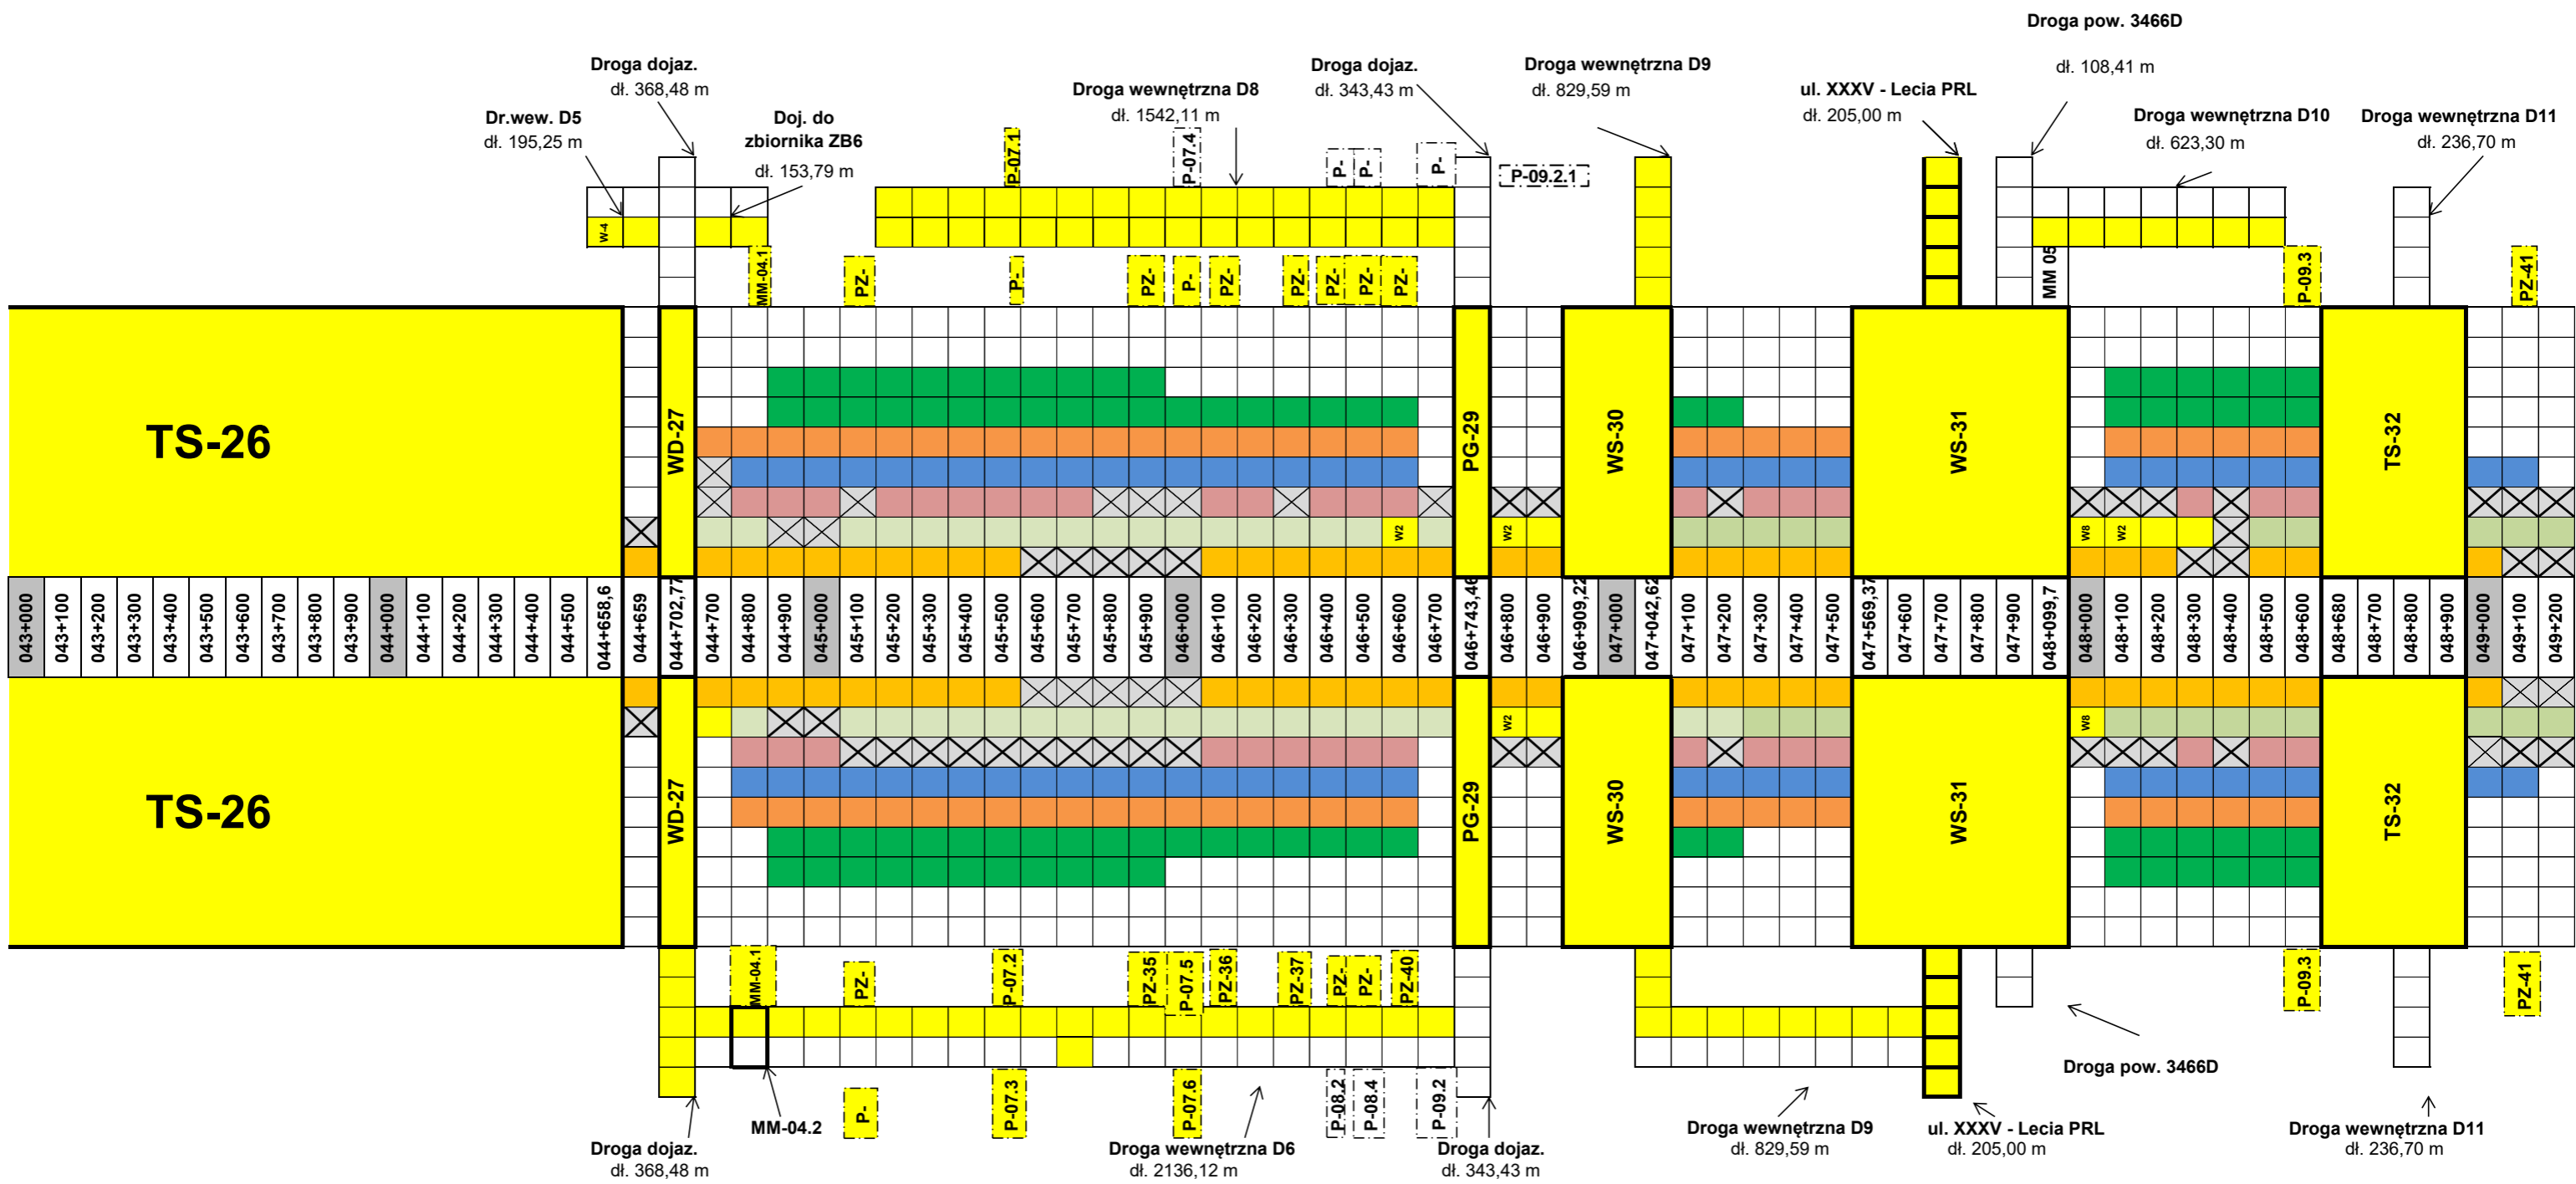 Droga pow. 3466D
dł. 108,41 m
Droga dojaz.
dł. 368,48 m
Droga dojaz.
dł. 343,43 m
Droga wewnętrzna D9
dł. 829,59 m
Droga wewnętrzna D8
dł. 1542,11 m
ul. XXXV - Lecia PRL
dł. 205,00 m
Dr.wew. D5
dł. 195,25 m
Doj. do
zbiornika ZB6
dł. 153,79 m
Droga wewnętrzna D10
dł. 623,30 m
Droga wewnętrzna D11
dł. 236,70 m
P-07.1
P-07.4
P-
P-
P-
P-09.2.1
W-4
MM-04.1
PZ-
P-
PZ-
P-
PZ-
PZ-
PZ-
PZ-
PZ-
MM 05
P-09.3
PZ-41
TS-26
WD-27
PG-29
WS-30
WS-31
TS-32
W2
W2
W8
W2
043+000
043+100
043+200
043+300
043+400
043+500
043+600
043+700
043+800
043+900
044+000
044+100
044+200
044+300
044+400
044+500
044+658,6
044+659
044+702,77
044+700
044+800
044+900
045+000
045+100
045+200
045+300
045+400
045+500
045+600
045+700
045+800
045+900
046+000
046+100
046+200
046+300
046+400
046+500
046+600
046+700
046+743,46
046+800
046+900
046+909,22
047+000
047+042,62
047+100
047+200
047+300
047+400
047+500
047+569,37
047+600
047+700
047+800
047+900
048+099,7
048+000
048+100
048+200
048+300
048+400
048+500
048+600
048+680
048+700
048+800
048+900
049+000
049+100
049+200
W2
W8
TS-26
WD-27
PG-29
WS-30
WS-31
TS-32
MM-04.1
PZ-
P-07.2
PZ-35
P-07.5
PZ-36
PZ-37
PZ-
PZ-
PZ-40
P-09.3
PZ-41
P-
P-07.3
P-07.6
P-08.2
P-08.4
P-09.2
MM-04.2
Droga pow. 3466D
Droga dojaz.
dł. 368,48 m
Droga wewnętrzna D6
dł. 2136,12 m
Droga dojaz.
dł. 343,43 m
Droga wewnętrzna D9
dł. 829,59 m
ul. XXXV - Lecia PRL
dł. 205,00 m
Droga wewnętrzna D11
dł. 236,70 m